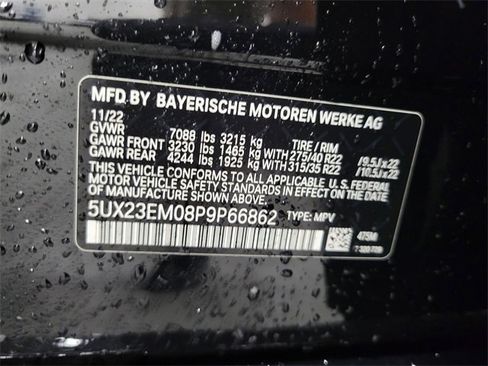 MFD BY BAYERISCHE MOTOREN WERKE AG
11/22
GVWR 7088 lbs 3215 kg TIRE / RIM
GAWR FRONT 3230 lbs 1465 kg WITH 275/40 R22 / 9.5J x 22
GAWR REAR 4244 lbs 1925 kg WITH 315/35 R22 / 10.5J x 22
THIS VEHICLE CONFORMS TO ALL APPLICABLE U.S. FEDERAL
MOTOR VEHICLE SAFETY STANDARDS IN EFFECT ON THE
DATE OF MANUFACTURE SHOWN ABOVE.
5UX23EM08P9P66862 TYPE: MPV
475M